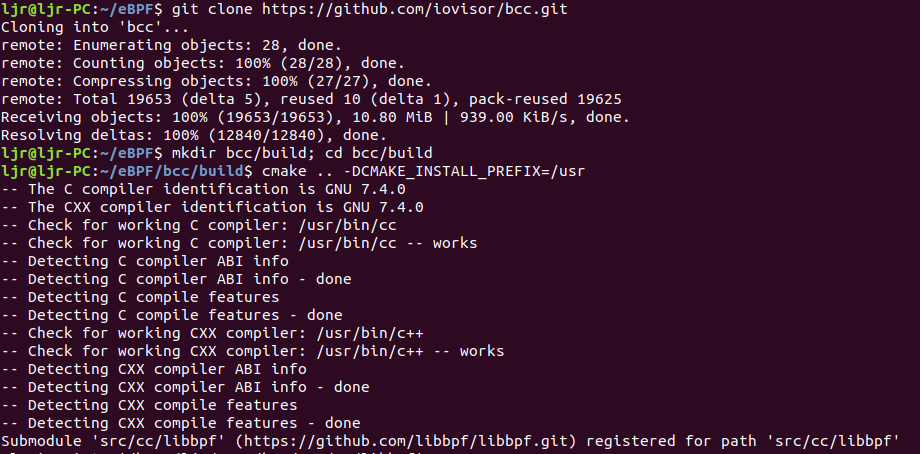 ljr@ljr-PC:~/eBPF$ git clone https://github.com/iovisor/bcc.git
Cloning into 'bcc'...
remote: Enumerating objects: 28, done.
remote: Counting objects: 100% (28/28), done.
remote: Compressing objects: 100% (27/27), done.
remote: Total 19653 (delta 5), reused 10 (delta 1), pack-reused 19625
Receiving objects: 100% (19653/19653), 10.80 MiB | 939.00 KiB/s, done.
Resolving deltas: 100% (12840/12840), done.
ljr@ljr-PC:~/eBPF$ mkdir bcc/build; cd bcc/build
ljr@ljr-PC:~/eBPF/bcc/build$ cmake .. -DCMAKE_INSTALL_PREFIX=/usr
-- The C compiler identification is GNU 7.4.0
-- The CXX compiler identification is GNU 7.4.0
-- Check for working C compiler: /usr/bin/cc
-- Check for working C compiler: /usr/bin/cc -- works
-- Detecting C compiler ABI info
-- Detecting C compiler ABI info - done
-- Detecting C compile features
-- Detecting C compile features - done
-- Check for working CXX compiler: /usr/bin/c++
-- Check for working CXX compiler: /usr/bin/c++ -- works
-- Detecting CXX compiler ABI info
-- Detecting CXX compiler ABI info - done
-- Detecting CXX compile features
-- Detecting CXX compile features - done
Submodule 'src/cc/libbpf' (https://github.com/libbpf/libbpf.git) registered for path 'src/cc/libbpf'